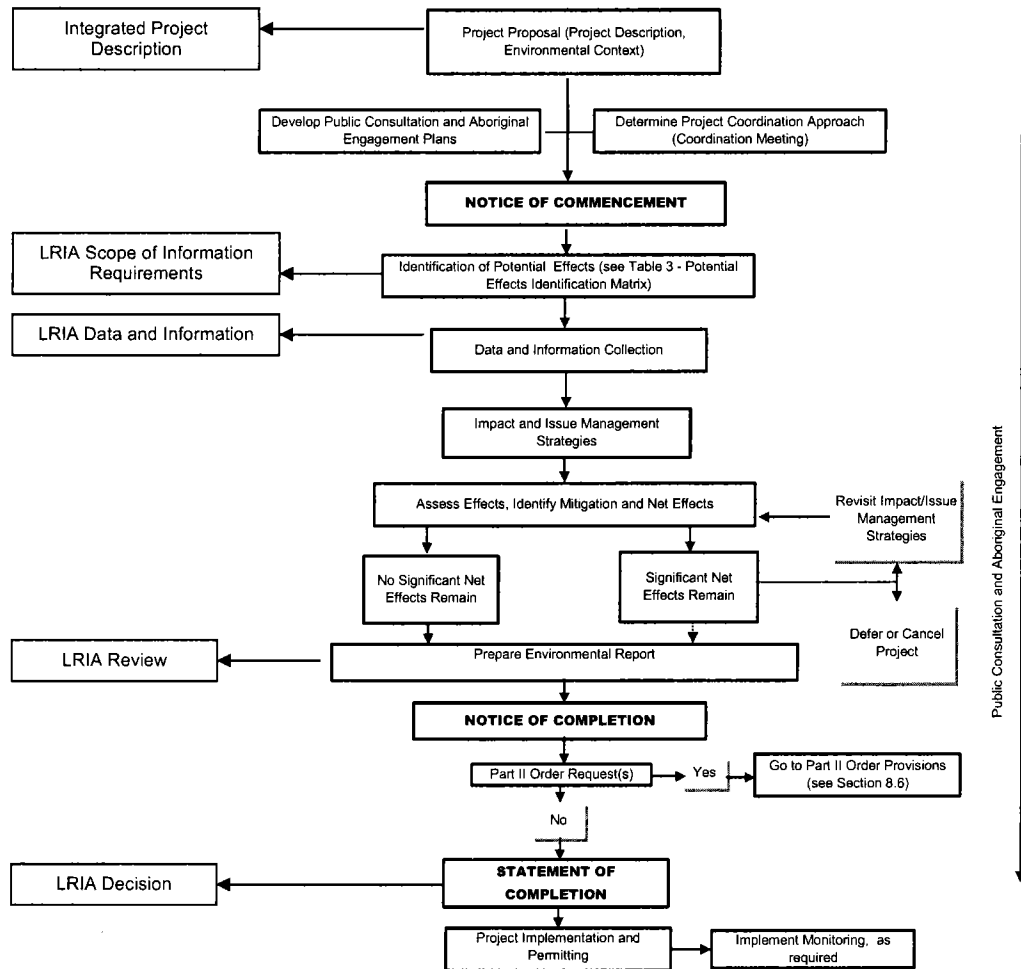 Integrated Project
Description
Project Proposal (Project Description,
Environmental Context)
Develop Public Consultation and Aboriginal
Engagement Plans
Determine Project Coordination Approach
(Coordination Meeting)
NOTICE OF COMMENCEMENT
LRIA Scope of Information
Requirements
Identification of Potential Effects (see Table 3 - Potential
Effects Identification Matrix)
LRIA Data and Information
Data and Information Collection
Impact and Issue Management
Strategies
Assess Effects, Identify Mitigation and Net Effects
Revisit Impact/Issue
Management
Strategies
No Significant Net
Effects Remain
Significant Net
Effects Remain
Defer or Cancel
Project
LRIA Review
Prepare Environmental Report
NOTICE OF COMPLETION
Part II Order Request(s)
Yes
Go to Part II Order Provisions
(see Section 8.6)
No
LRIA Decision
STATEMENT OF
COMPLETION
Project Implementation and
Permitting
Implement Monitoring, as
required
Public Consultation and Aboriginal Engagement